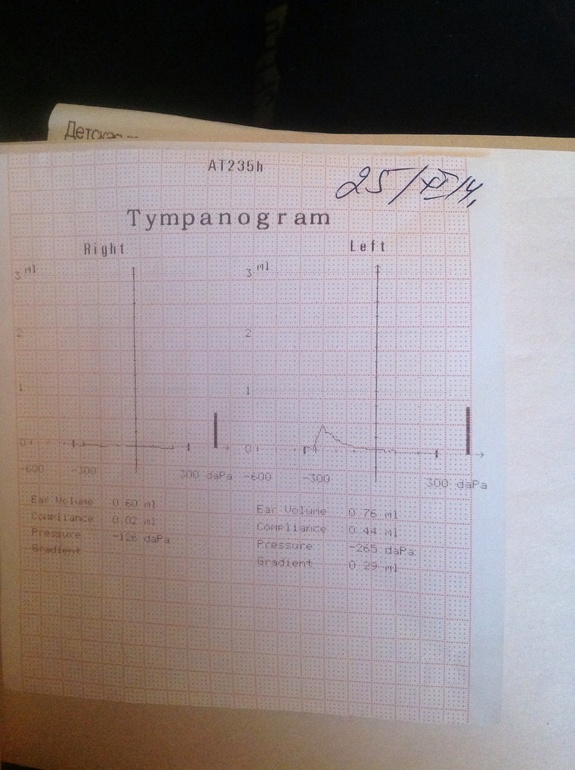 Детская
AT235h
25/XI/14,
Tympanogram
Right Left
3 ml 3 ml
2 2
1 1
0 0
-600 -300 300 daPa -600 -300 300 daPa
Ear Volume 0.60 ml
Compliance 0.02 ml
Pressure -126 daPa
Gradient
Ear Volume 0.76 ml
Compliance 0.44 ml
Pressure -265 daPa
Gradient 0.29 ml